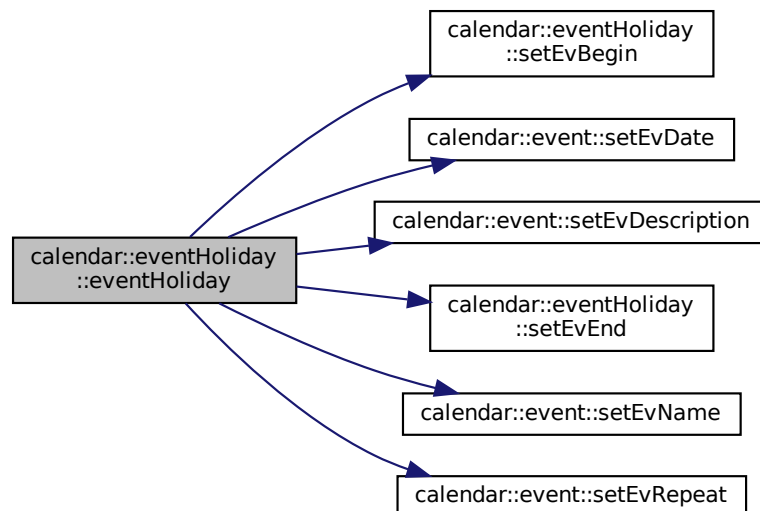 calendar::eventHoliday
::setEvBegin
calendar::event::setEvDate
calendar::event::setEvDescription
calendar::eventHoliday
::eventHoliday
calendar::eventHoliday
::setEvEnd
calendar::event::setEvName
calendar::event::setEvRepeat